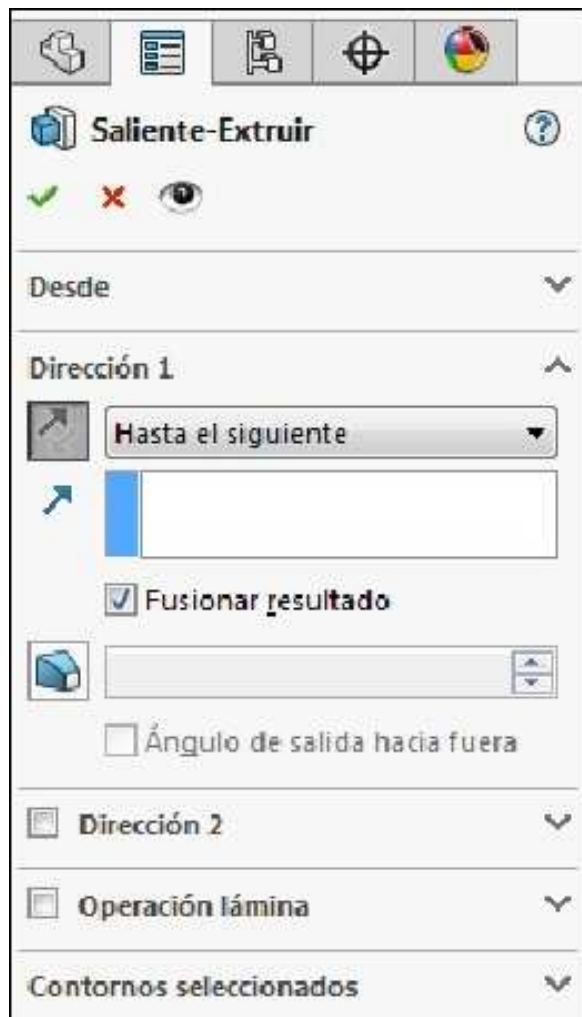 Saliente-Extruir
Desde
Dirección 1
Hasta el siguiente
Fusionar resultado
Ángulo de salida hacia fuera
Dirección 2
Operación lámina
Contornos seleccionados